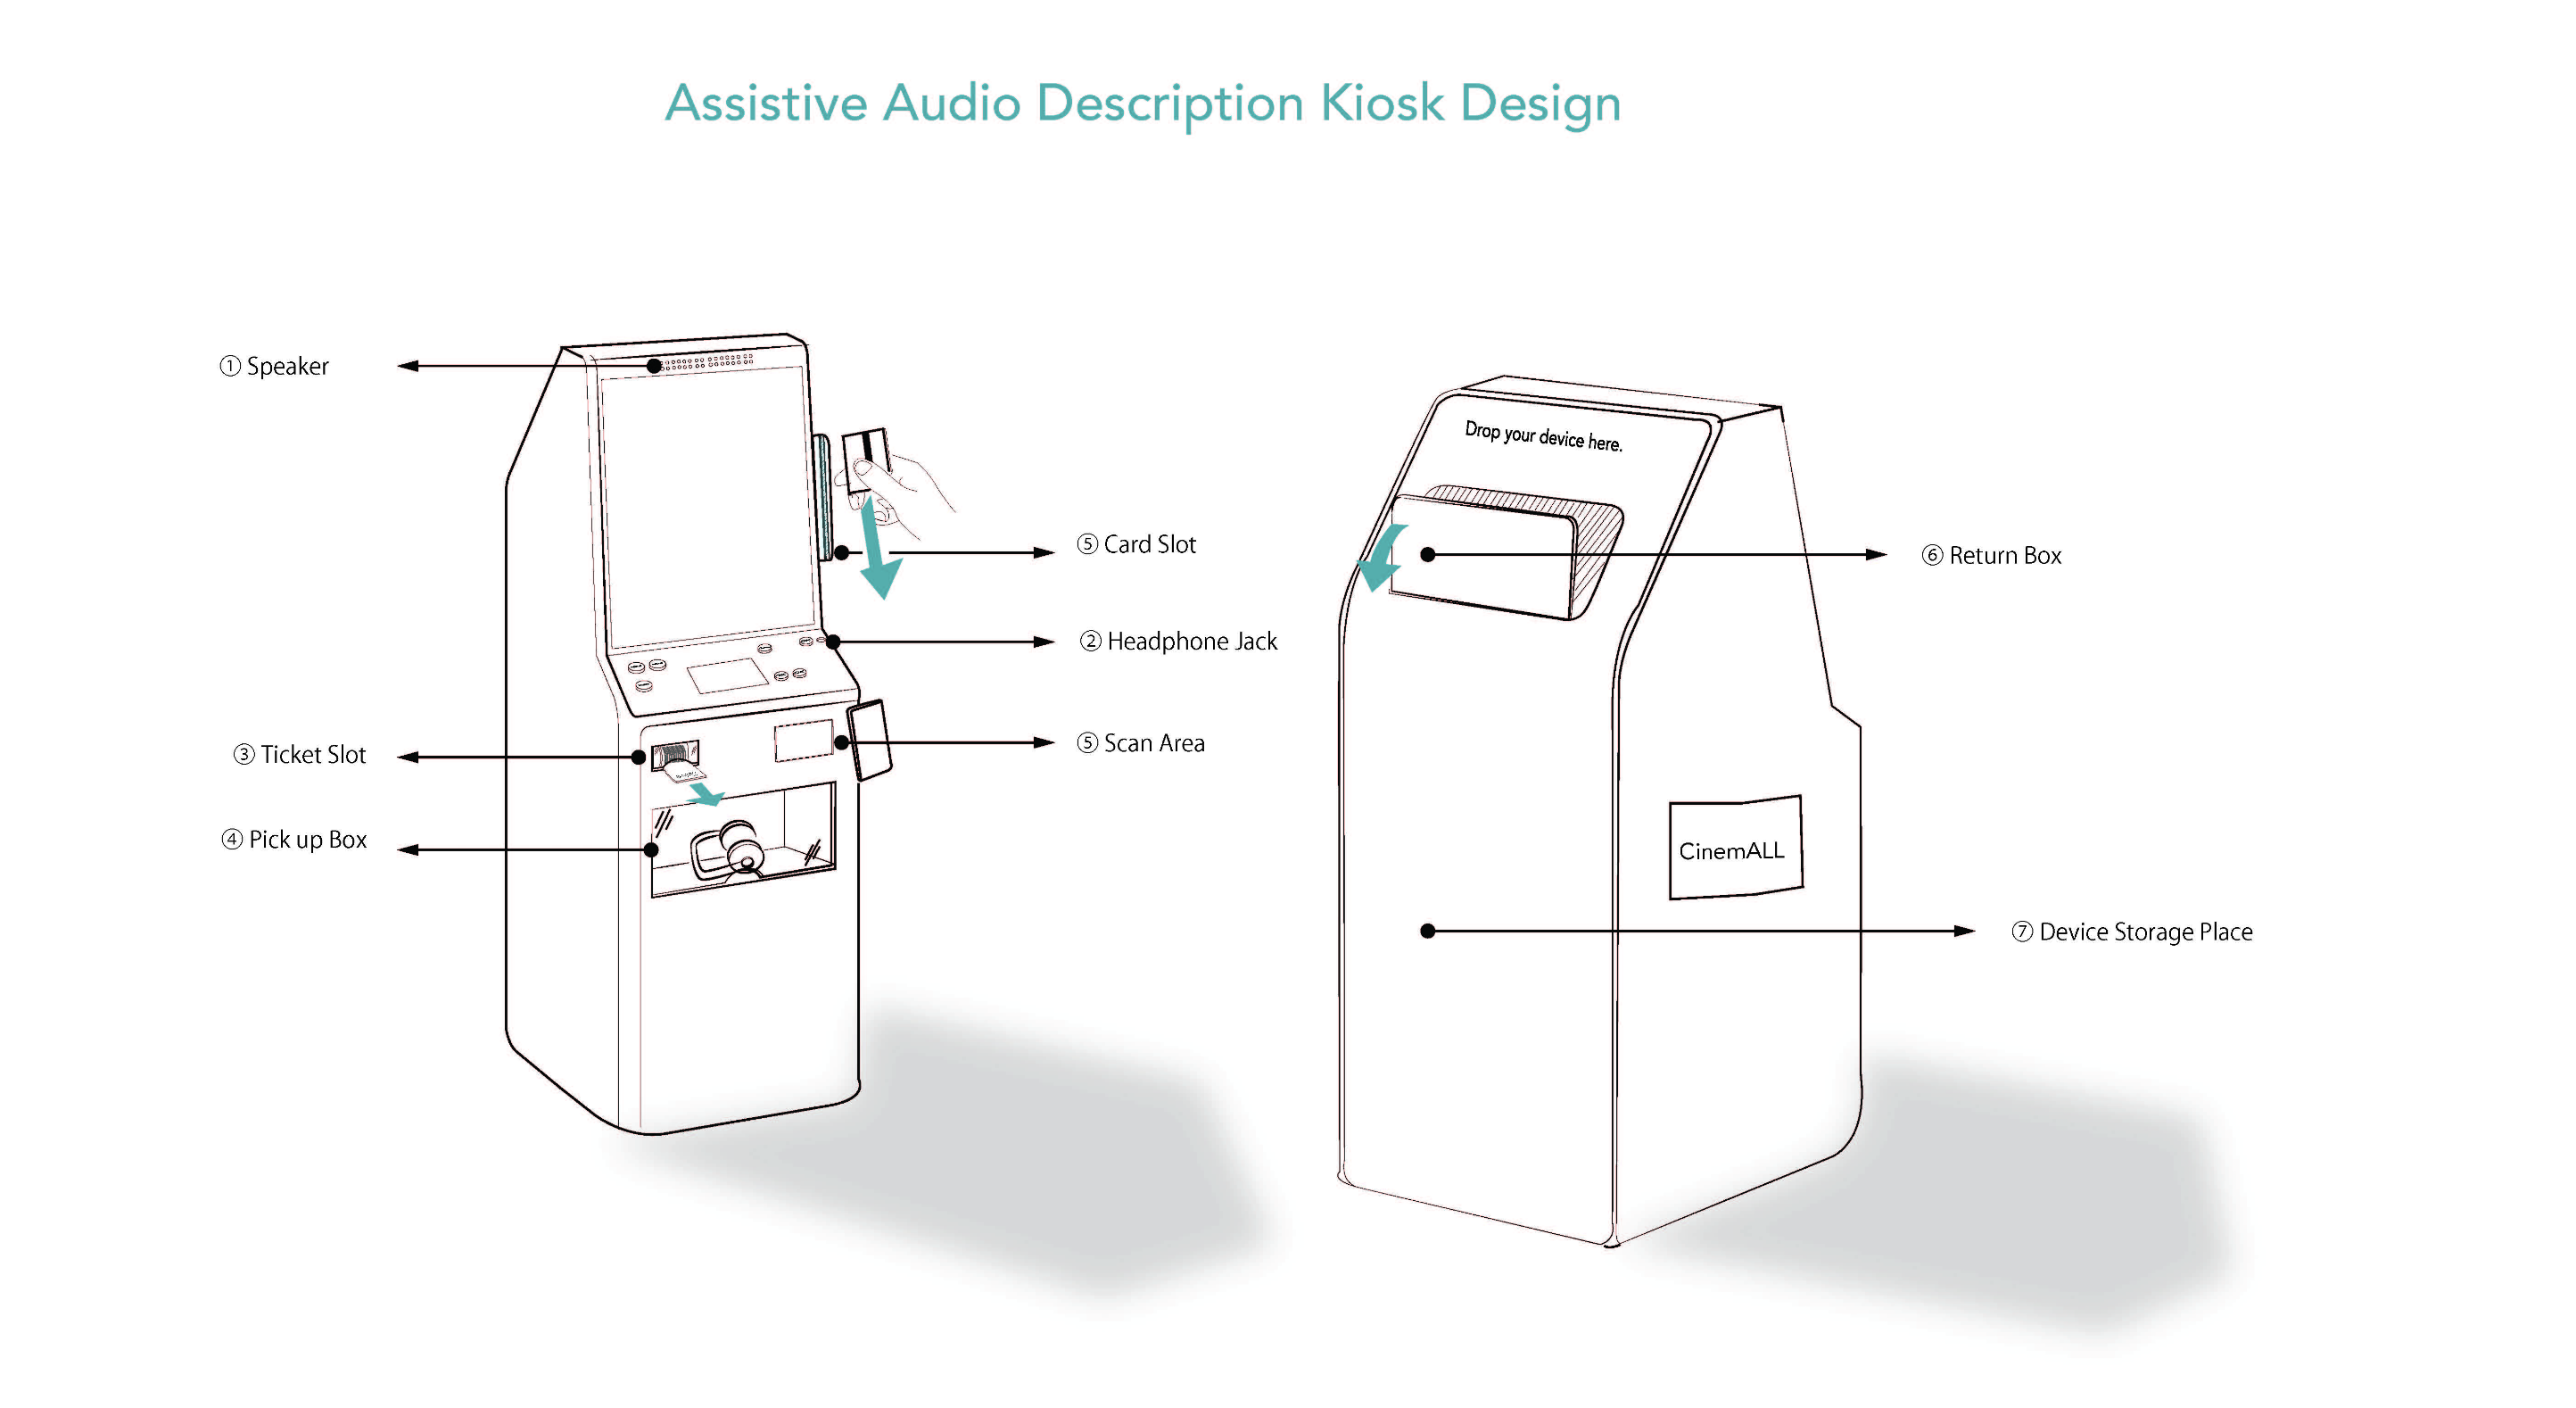 Assistive Audio Description Kiosk Design
① Speaker
⑤ Card Slot
② Headphone Jack
③ Ticket Slot
⑤ Scan Area
④ Pick up Box
Drop your device here.
⑥ Return Box
CinemALL
⑦ Device Storage Place